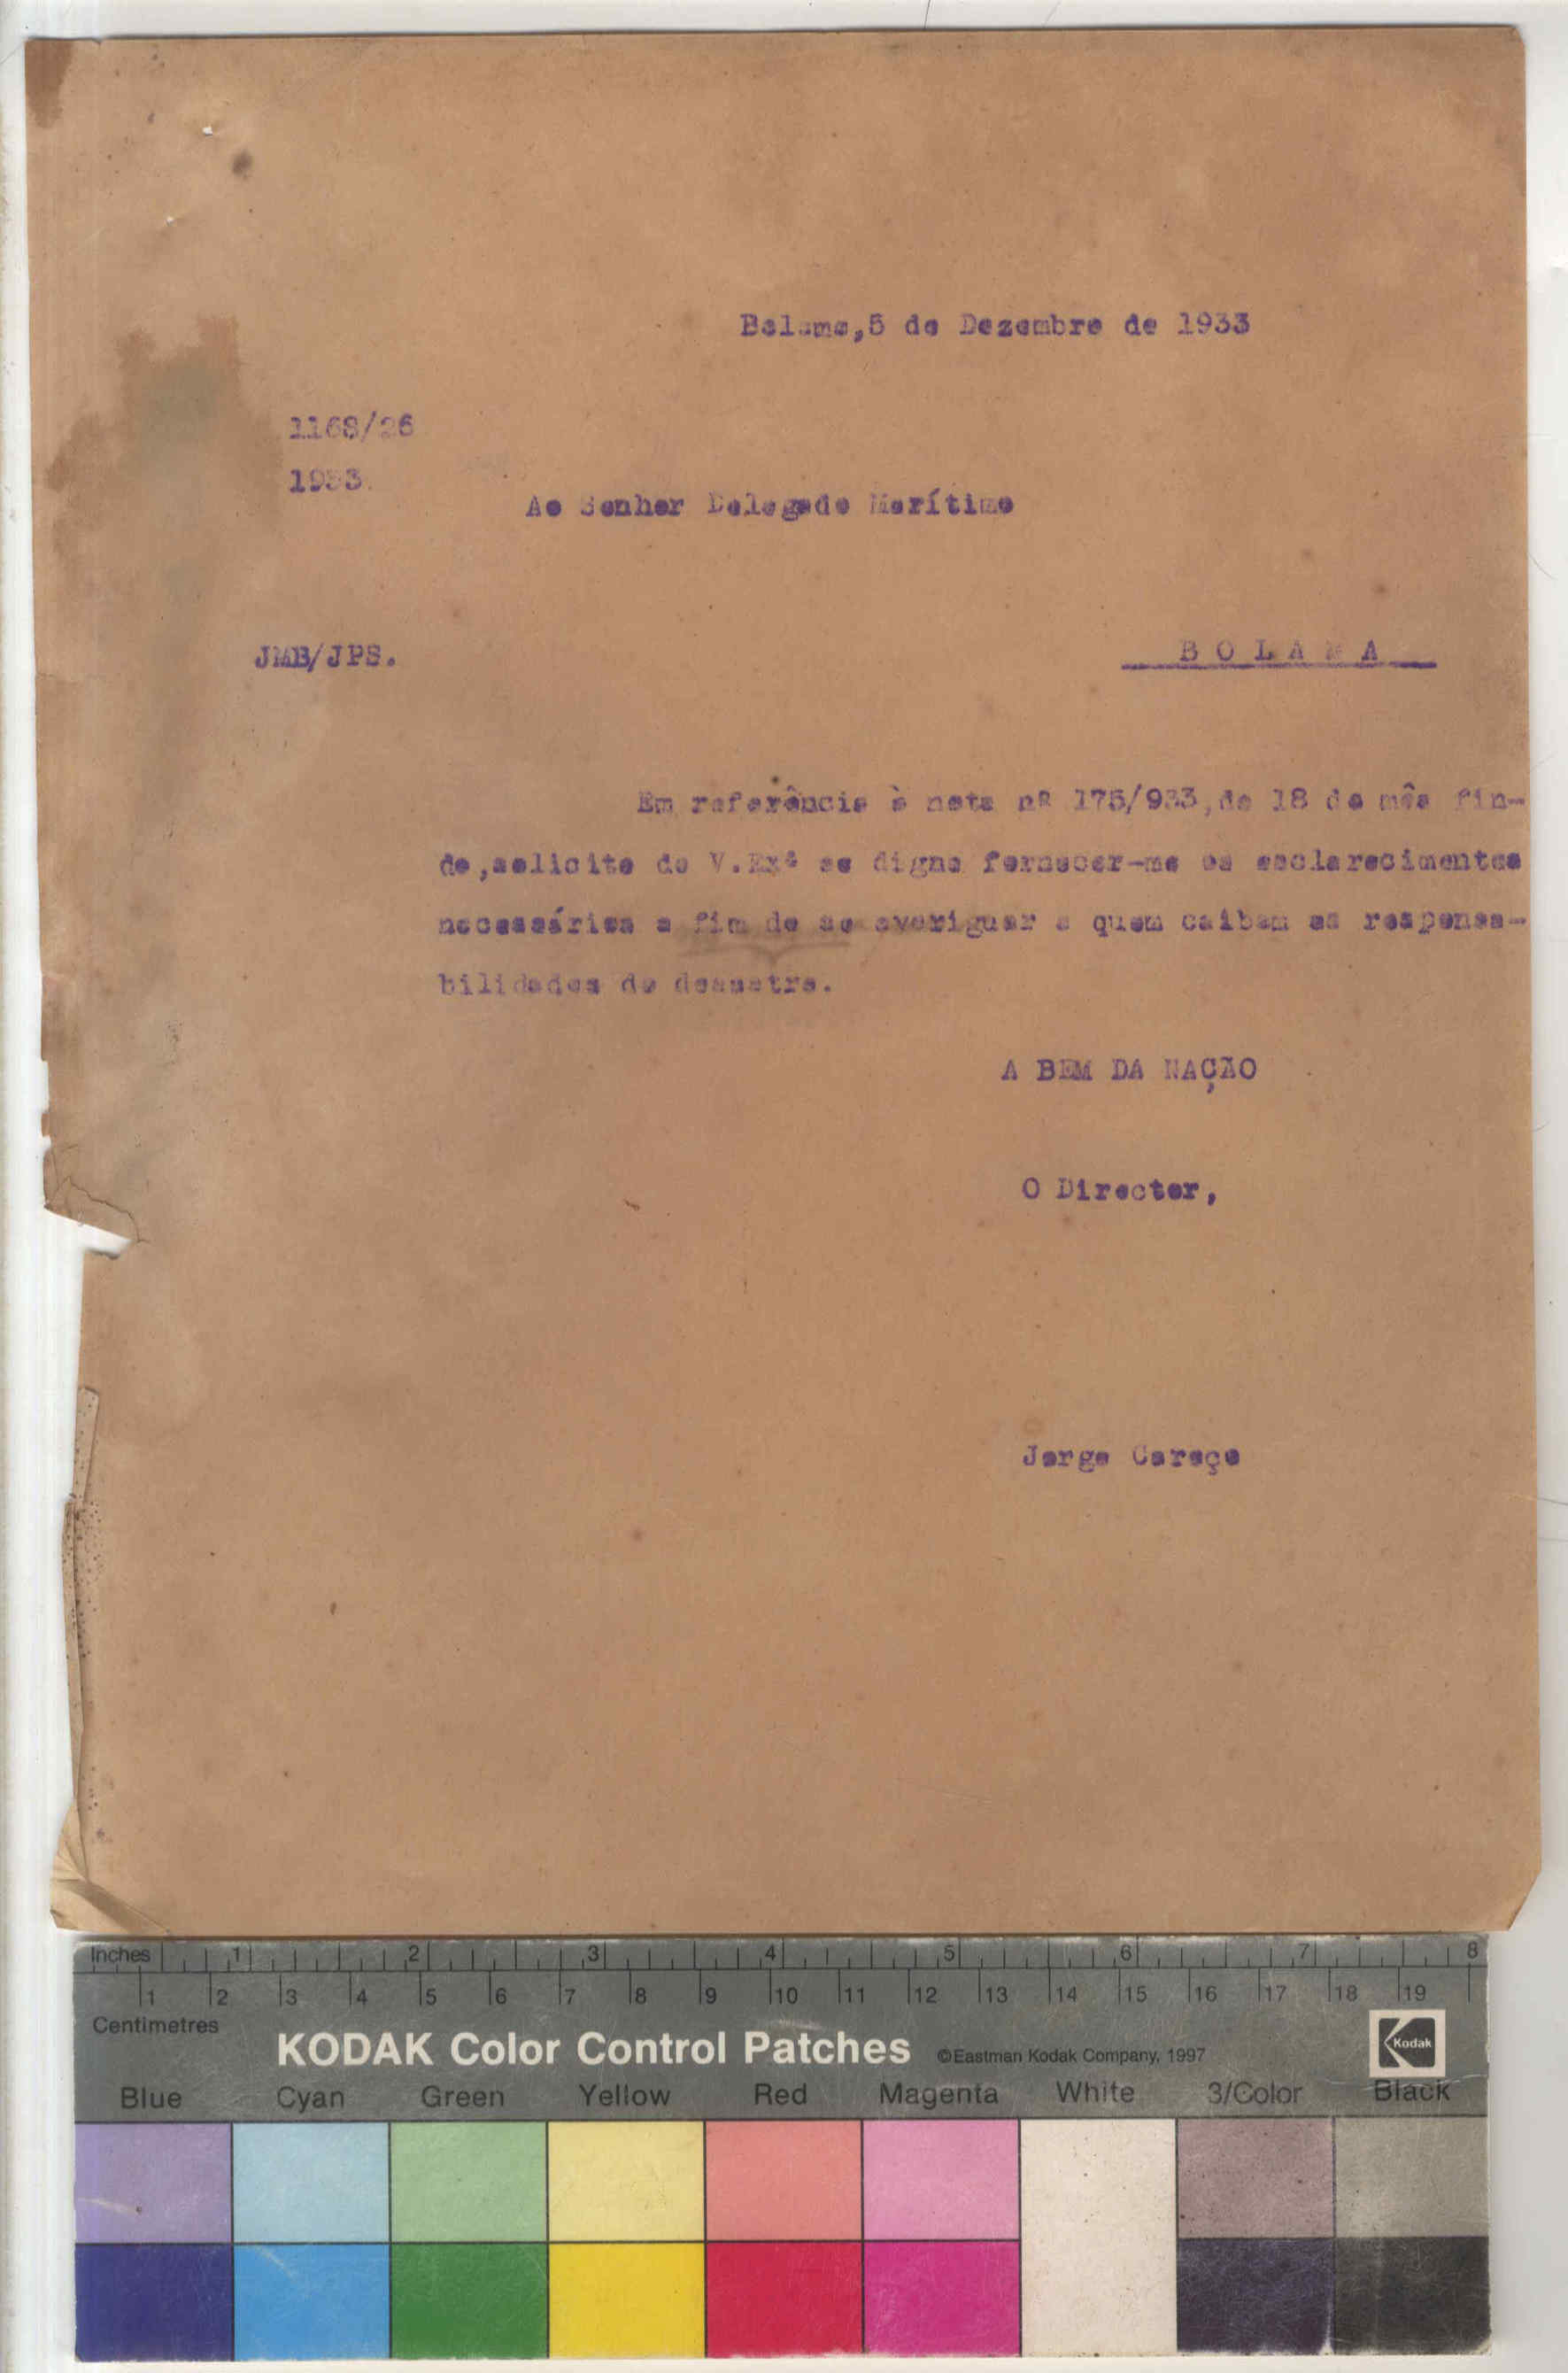 Bolama,5 de Dezembro de 1933
1168/26
1933.
Ao Senhor Delegado Marítimo
JMB/JPS.
B O L A M A
Em referência à nota nº 175/933,de 18 do mês fin-
do,solicito de V.Exª se digne fornecer-me os esclarecimentos
necessários a fim de se averiguar a quem caibam as responsa-
bilidades do desastre.
A BEM DA NAÇÃO
O Director,
Jorge Caraço
Inches 1 2 3 4 5 6 7 8
1 2 3 4 5 6 7 8 9 10 11 12 13 14 15 16 17 18 19
Centimetres
KODAK Color Control Patches ©Eastman Kodak Company, 1997 Kodak
Blue Cyan Green Yellow Red Magenta White 3/Color Black